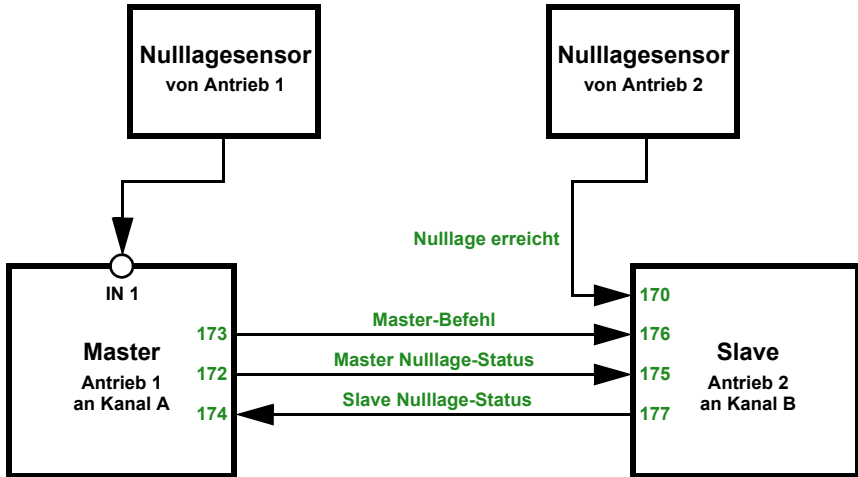 Nulllagesensor
von Antrieb 1
Nulllagesensor
von Antrieb 2
Nulllage erreicht
IN 1
170
173
Master-Befehl
176
Master
Antrieb 1
an Kanal A
172
Master Nulllage-Status
175
Slave
Antrieb 2
an Kanal B
174
Slave Nulllage-Status
177